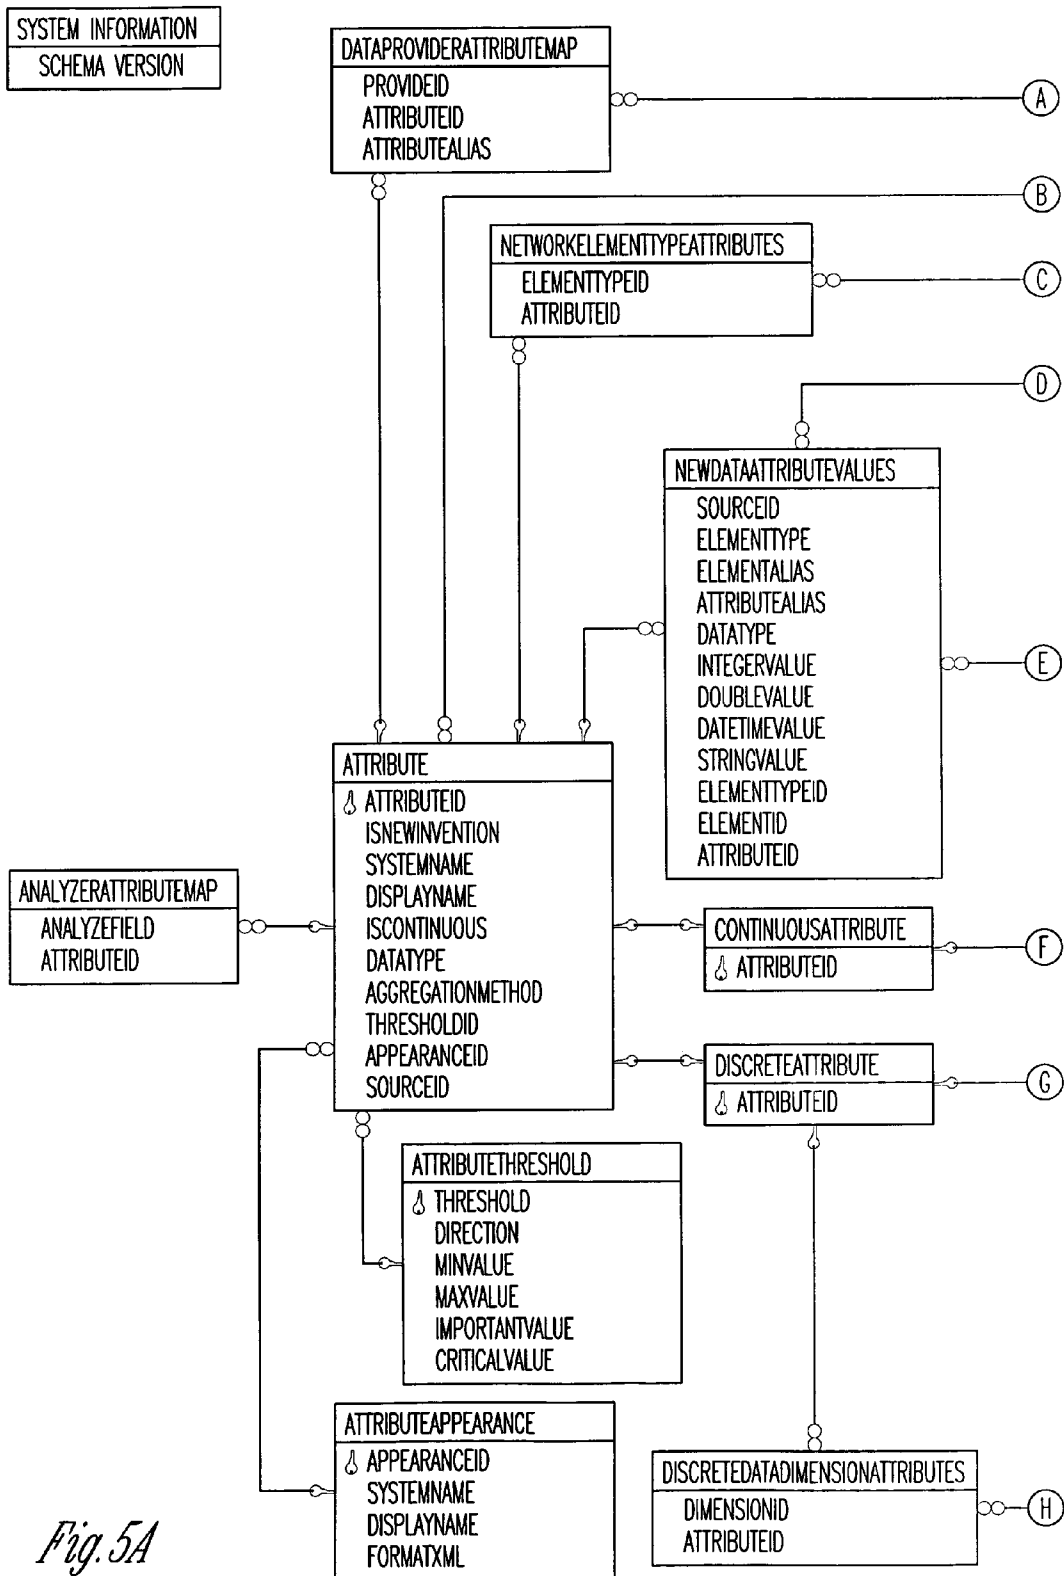 SYSTEM INFORMATION
SCHEMA VERSION
DATAPROVIDERATTRIBUTEMAP
PROVIDEID
ATTRIBUTEID
ATTRIBUTEALIAS
A
B
NETWORKELEMENTTYPEATTRIBUTES
ELEMENTTYPEID
ATTRIBUTEID
C
D
NEWDATAATTRIBUTEVALUES
SOURCEID
ELEMENTTYPE
ELEMENTALIAS
ATTRIBUTEALIAS
DATATYPE
INTEGERVALUE
DOUBLEVALUE
DATETIMEVALUE
STRINGVALUE
ELEMENTTYPEID
ELEMENTID
ATTRIBUTEID
E
ATTRIBUTE
ATTRIBUTEID
ISNEWINVENTION
SYSTEMNAME
DISPLAYNAME
ISCONTINUOUS
DATATYPE
AGGREGATIONMETHOD
THRESHOLDID
APPEARANCEID
SOURCEID
ANALYZERATTRIBUTEMAP
ANALYZEFIELD
ATTRIBUTEID
CONTINUOUSATTRIBUTE
ATTRIBUTEID
F
DISCRETEATTRIBUTE
ATTRIBUTEID
G
ATTRIBUTETHRESHOLD
THRESHOLD
DIRECTION
MINVALUE
MAXVALUE
IMPORTANTVALUE
CRITICALVALUE
ATTRIBUTEAPPEARANCE
APPEARANCEID
SYSTEMNAME
DISPLAYNAME
FORMATXML
DISCRETEDATADIMENSIONATTRIBUTES
DIMENSIONID
ATTRIBUTEID
H
Fig. 5A